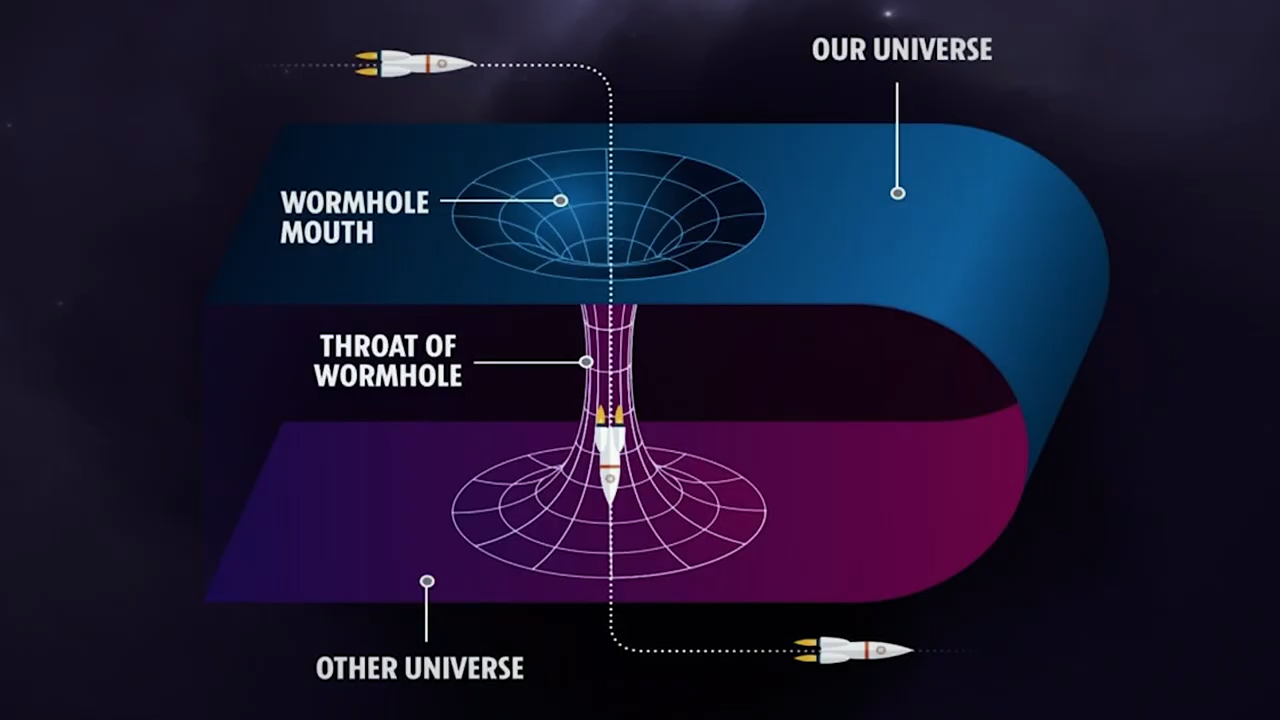 OUR UNIVERSE
WORMHOLE
MOUTH
THROAT OF
WORMHOLE
OTHER UNIVERSE